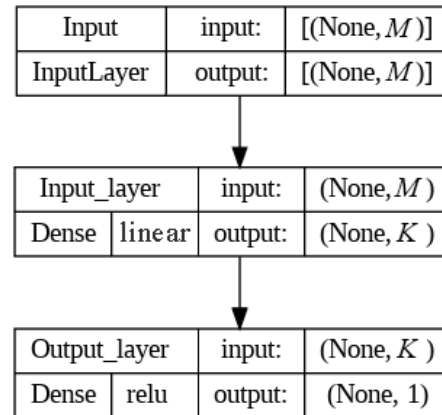 Input input: [(None, M)]
InputLayer output: [(None, M)]
Input_layer input: (None, M)
Dense linear output: (None, K )
Output_layer input: (None, K )
Dense relu output: (None, 1)